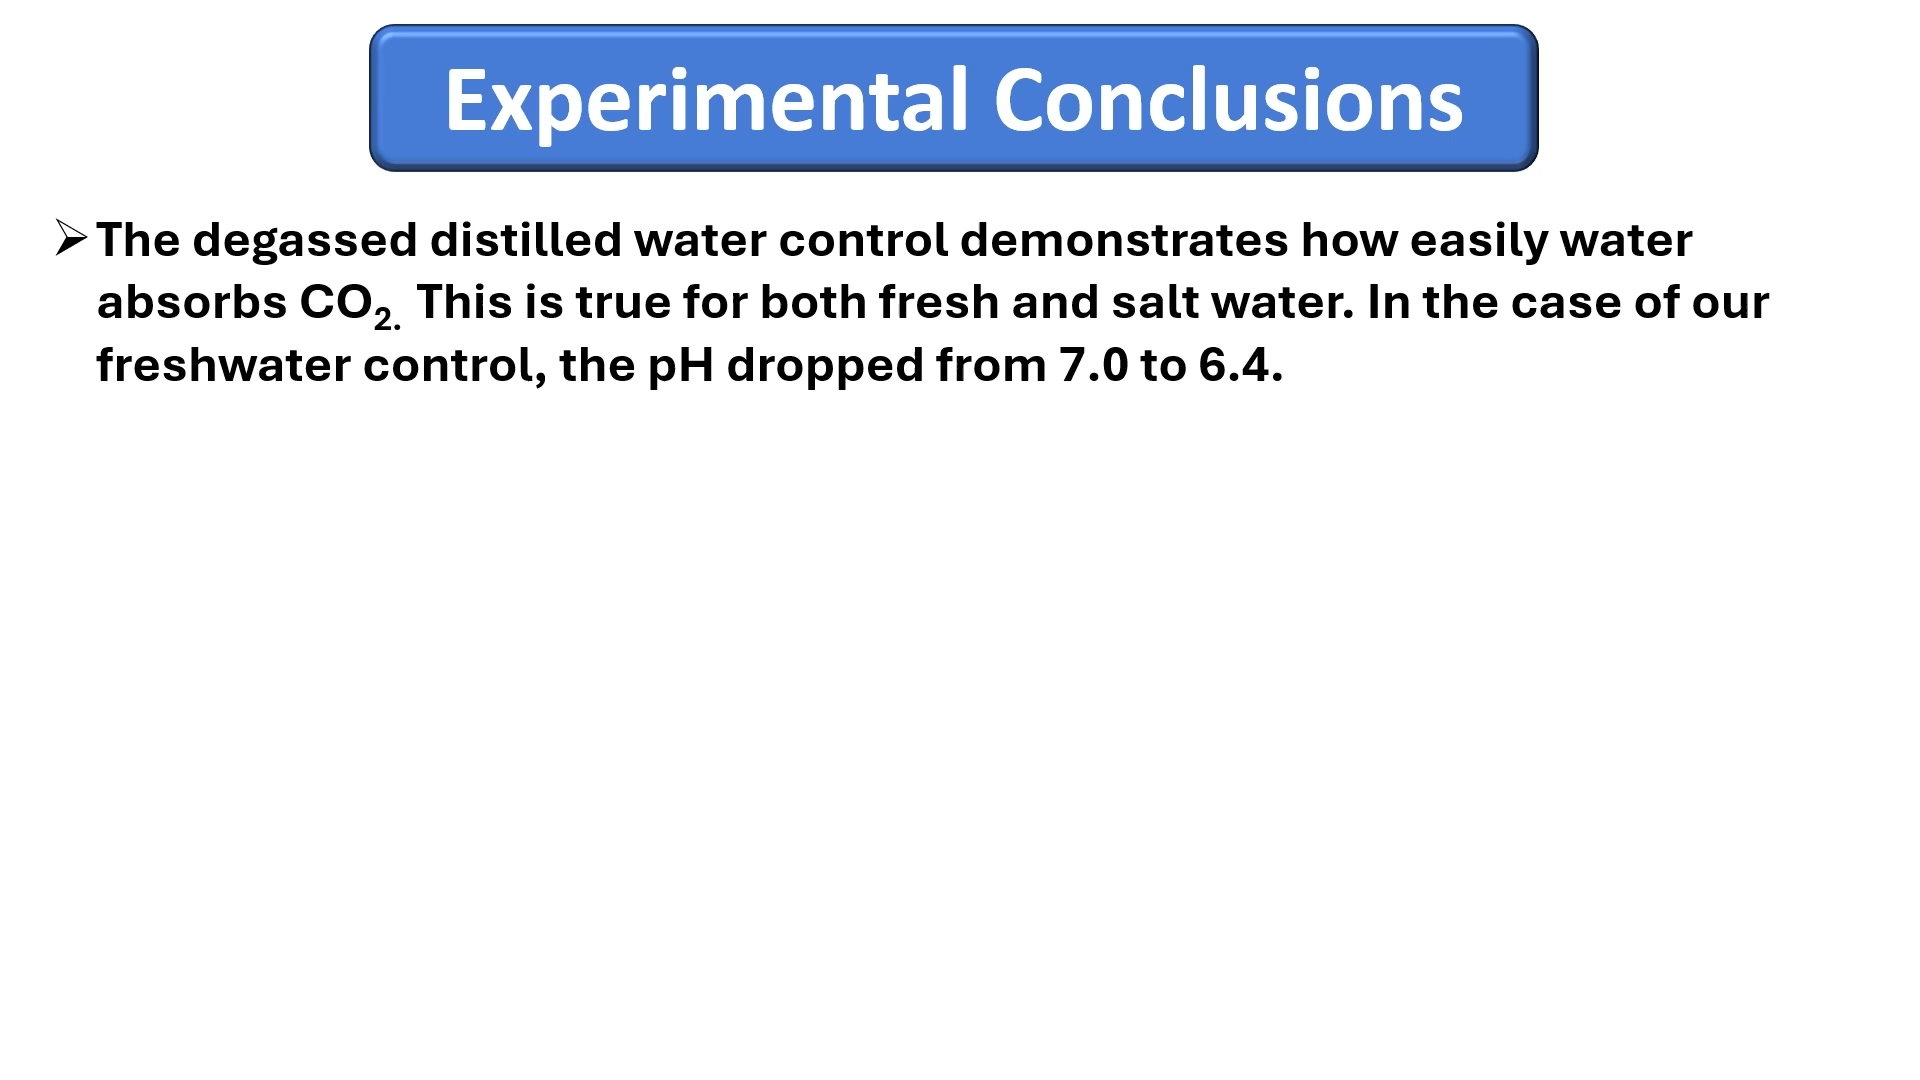 Experimental Conclusions
➢ The degassed distilled water control demonstrates how easily water
absorbs CO₂. This is true for both fresh and salt water. In the case of our
freshwater control, the pH dropped from 7.0 to 6.4.